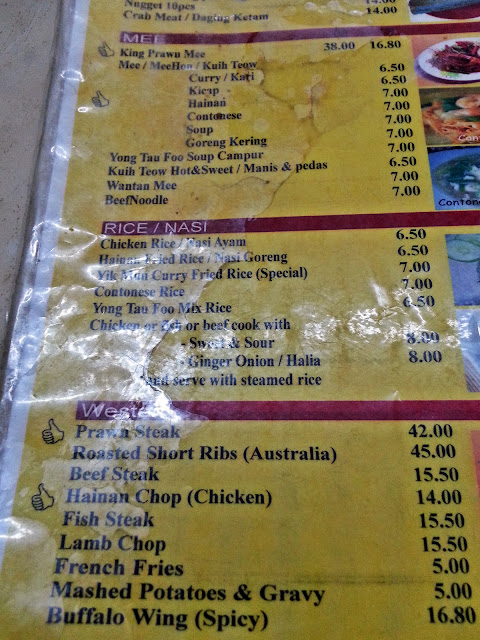 Nugget 10pcs 14.00
Crab Meat / Daging Ketam 14.00
MEE
King Prawn Mee 38.00 16.80
Mee / MeeHon / Kuih Teow
Curry / Kari 6.50
Kicap 6.50
Hainan 7.00
Contonese 7.00
Soup 7.00
Goreng Kering 7.00
Yong Tau Foo Soup Campur 6.50
Kuih Teow Hot&Sweet / Manis & pedas 7.00
Wantan Mee 7.00
BeefNoodle 7.00
RICE / NASI
Chicken Rice / Nasi Ayam 6.50
Hainan Fried Rice / Nasi Goreng 6.50
Yik Mun Curry Fried Rice (Special) 7.00
Contonese Rice 7.00
Yong Tau Foo Mix Rice 6.50
Chicken or fish or beef cook with
- Sweet & Sour 8.00
- Ginger Onion / Halia 8.00
and serve with steamed rice
Western
Prawn Steak 42.00
Roasted Short Ribs (Australia) 45.00
Beef Steak 15.50
Hainan Chop (Chicken) 14.00
Fish Steak 15.50
Lamb Chop 15.50
French Fries 5.00
Mashed Potatoes & Gravy 5.00
Buffalo Wing (Spicy) 16.80